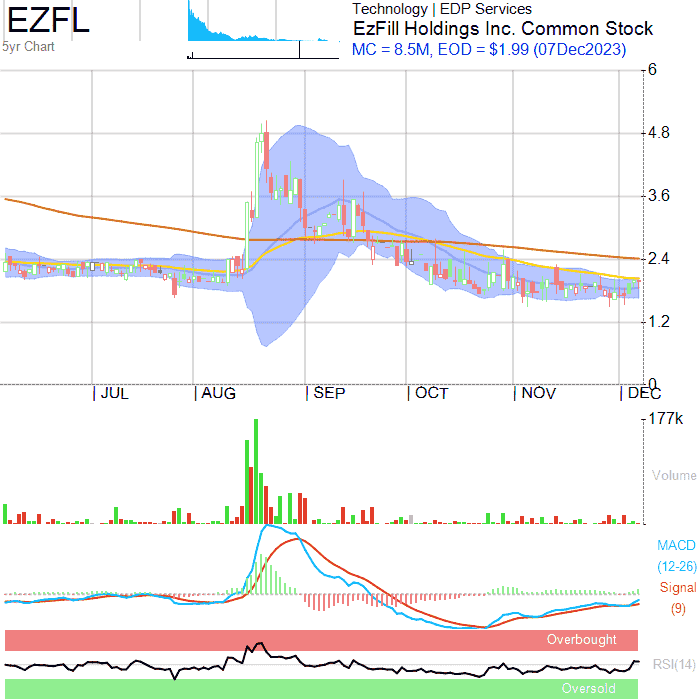 EZFL
5yr Chart
Technology | EDP Services
EzFill Holdings Inc. Common Stock
MC = 8.5M, EOD = $1.99 (07Dec2023)
6
4.8
3.6
2.4
1.2
0
JUL AUG SEP OCT NOV DEC
177k
Volume
MACD
(12-26)
Signal
(9)
Overbought
RSI(14)
Oversold